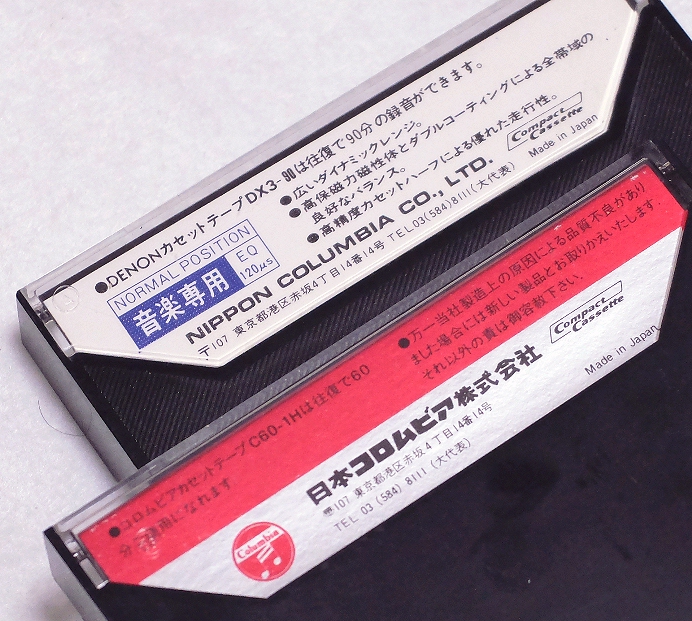 ●DENONカセットテープDX3-90は往復で90分の録音ができます。
NORMAL POSITION
音楽専用
EQ
120μs
●広いダイナミックレンジ。
●高保磁力磁性体とダブルコーティングによる全帯域の
良好なバランス。
●高精度カセットハーフによる優れた走行性。
NIPPON COLUMBIA CO., LTD.
〒107 東京都港区赤坂4丁目14番14号 TEL 03(584)8111(大代表)
Compact
Cassette
Made in Japan
●コロムビアカセットテープC60-1Hは往復で60
分ご使用になれます
●万一当社製造上の原因による品質不良があり
ました場合には新しい製品とお取りかえいたします.
それ以外の責は御容赦下さい.
Compact
Cassette
Made in Japan
日本コロムビア株式会社
〒107 東京都港区赤坂4丁目14番14号
TEL 03 (584) 8111 (大代表)
Columbia